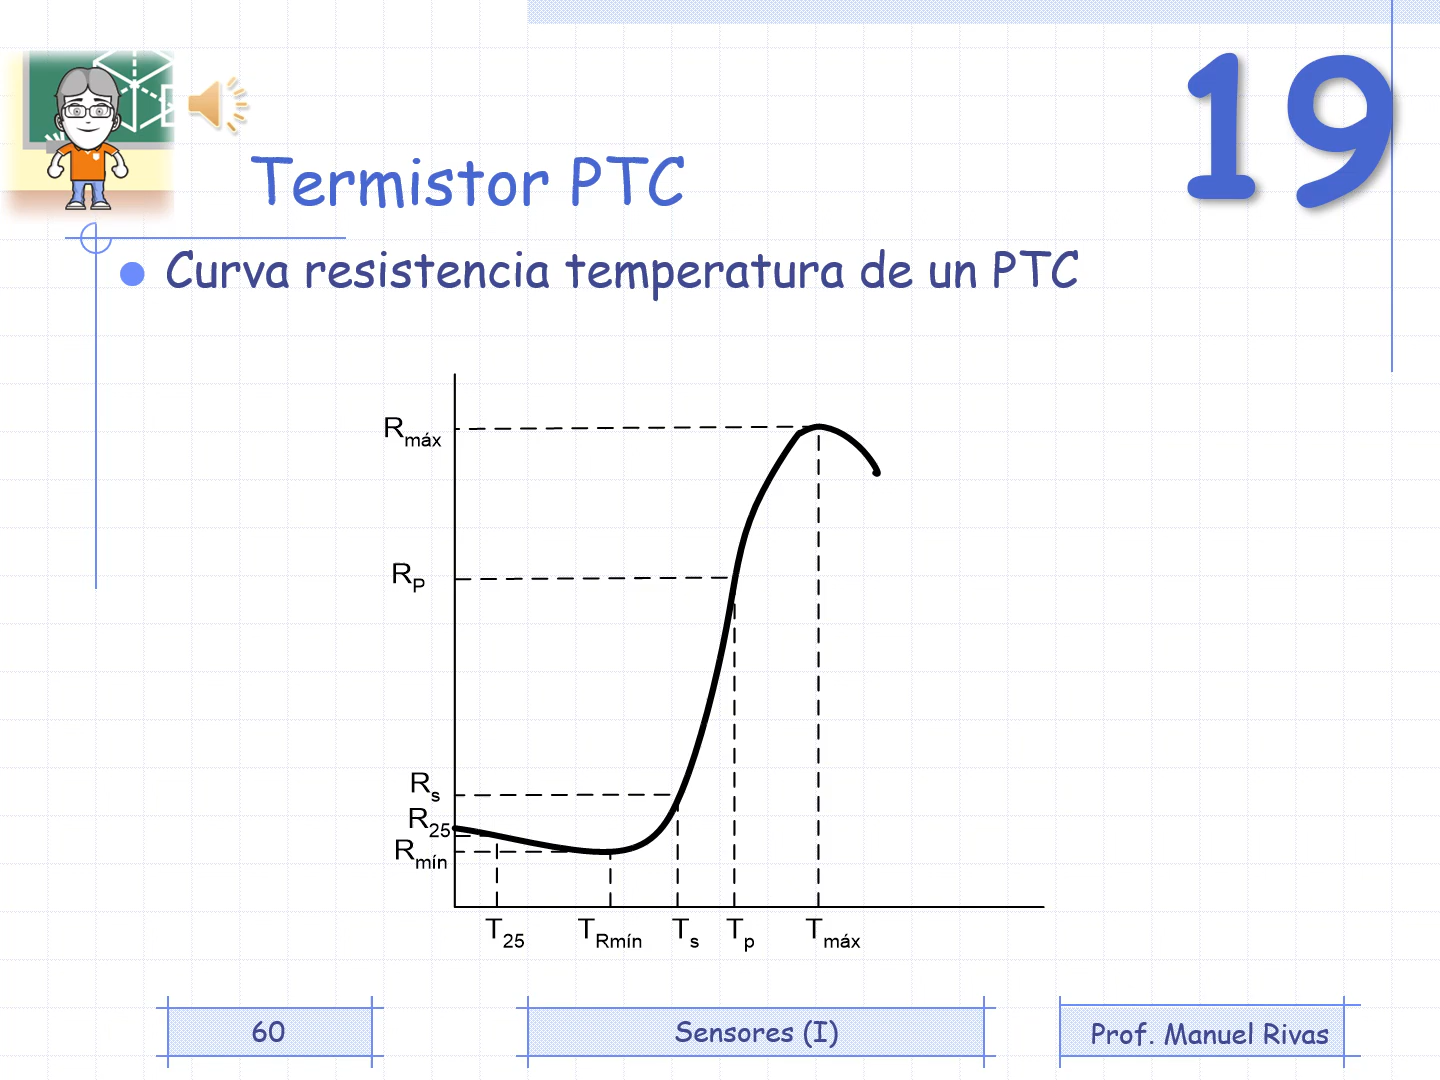 19
Termistor PTC
Curva resistencia temperatura de un PTC
Rmáx
RP
Rs
R25
Rmín
T25 TRmín Ts Tp Tmáx
60 Sensores (I) Prof. Manuel Rivas